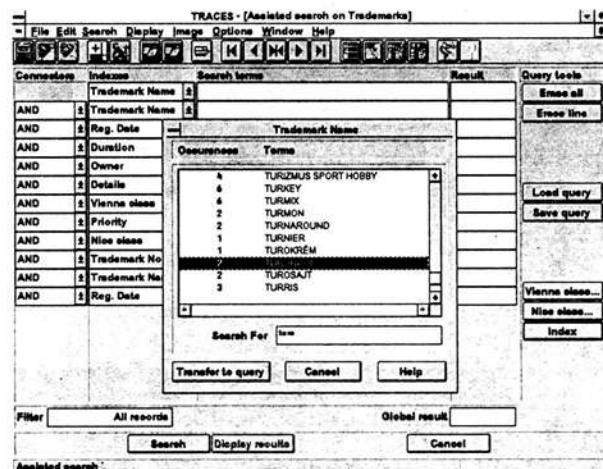 TRACES - [Assisted search on Trademarks]
File Edit Search Display Image Options Window Help
Connectors Indexes Search terms Result Query tools
Trademark Name Erase all
AND Trademark Name Erase line
AND Reg. Date
AND Duration
AND Owner
AND Details Load query
AND Vienna class Save query
AND Priority
AND Nice class
AND Trademark No
AND Trademark Na
AND Reg. Date
Vienna class...
Nice class...
Index
Trademark Name
Occurences Terms
4 TURIZMUS SPORT HOBBY
6 TURKEY
6 TURMIX
2 TURMON
2 TURNAROUND
1 TURNIER
1 TUROKRÉM
2 TUROSAJT
3 TURRIS
Search For
Transfer to query Cancel Help
Filter All records Global result
Search Display results Cancel
Assisted search